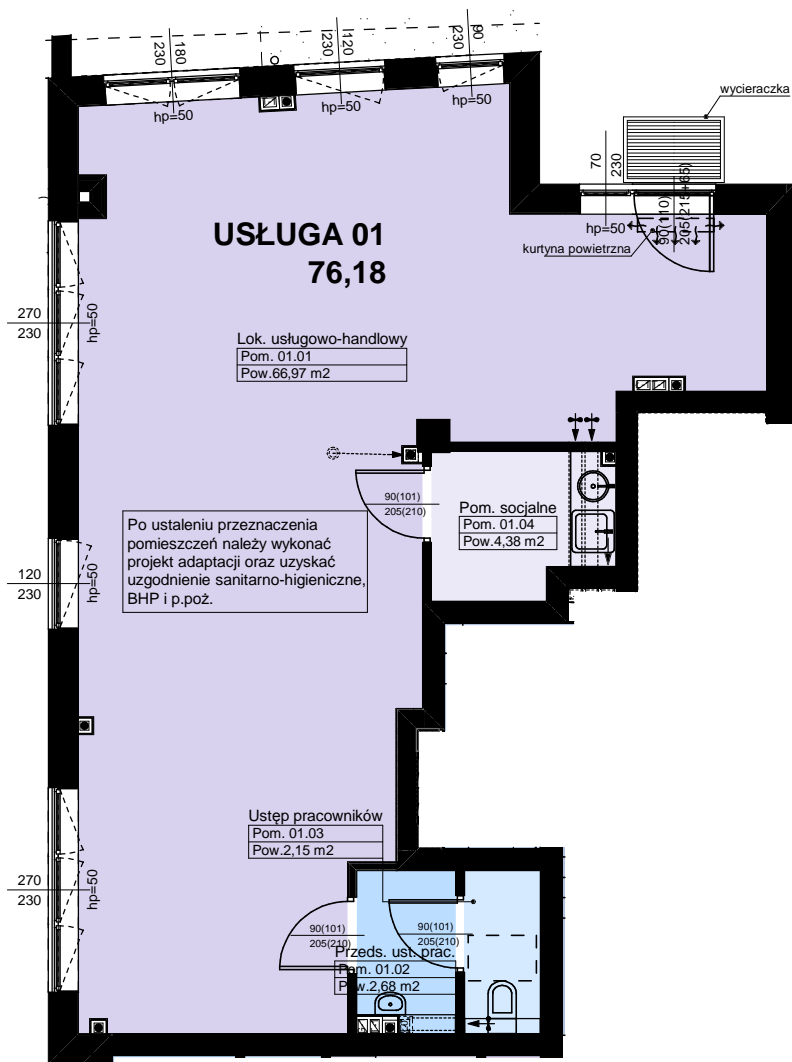 180
230
120
230
90
230
hp=50
hp=50
hp=50
wycieraczka
70
230
90(110)
205(215+65)
hp=50
kurtyna powietrzna
USŁUGA 01
76,18
270
230
hp=50
Lok. usługowo-handlowy
Pom. 01.01
Pow.66,97 m2
90(101)
205(210)
Pom. socjalne
Pom. 01.04
Pow.4,38 m2
Po ustaleniu przeznaczenia
pomieszczeń należy wykonać
projekt adaptacji oraz uzyskać
uzgodnienie sanitarno-higieniczne,
BHP i p.poż.
120
230
hp=50
Ustęp pracowników
Pom. 01.03
Pow.2,15 m2
270
230
hp=50
90(101)
205(210)
90(101)
205(210)
Przeds. ust. prac.
Pom. 01.02
Pow.2,68 m2